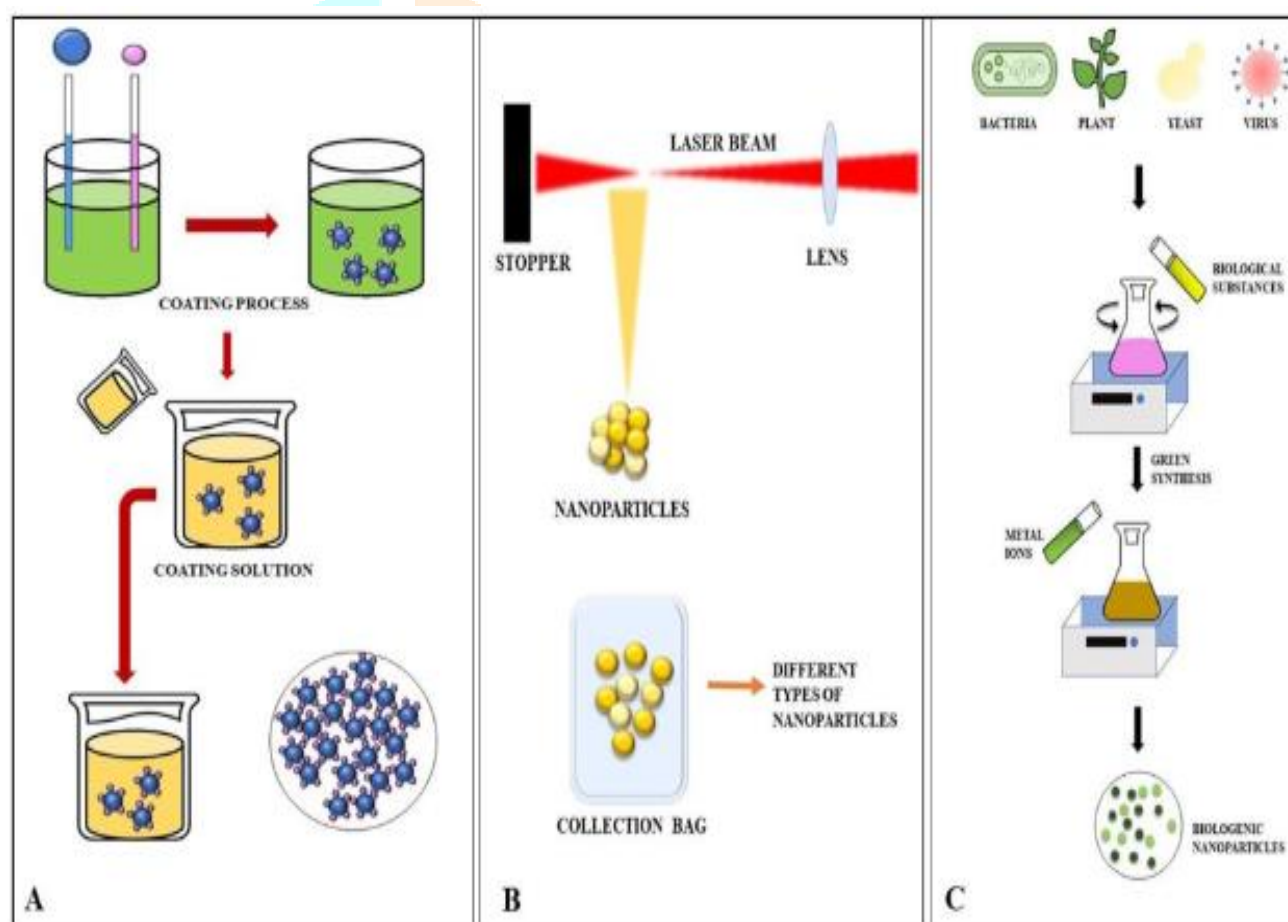 COATING PROCESS
COATING SOLUTION
A
LASER BEAM
STOPPER
LENS
NANOPARTICLES
DIFFERENT
TYPES OF
NANOPARTICLES
COLLECTION BAG
B
BACTERIA
PLANT
YEAST
VIRUS
BIOLOGICAL
SUBSTANCES
GREEN
SYNTHESIS
METAL
IONS
BIOLOGENIC
NANOPARTICLES
C